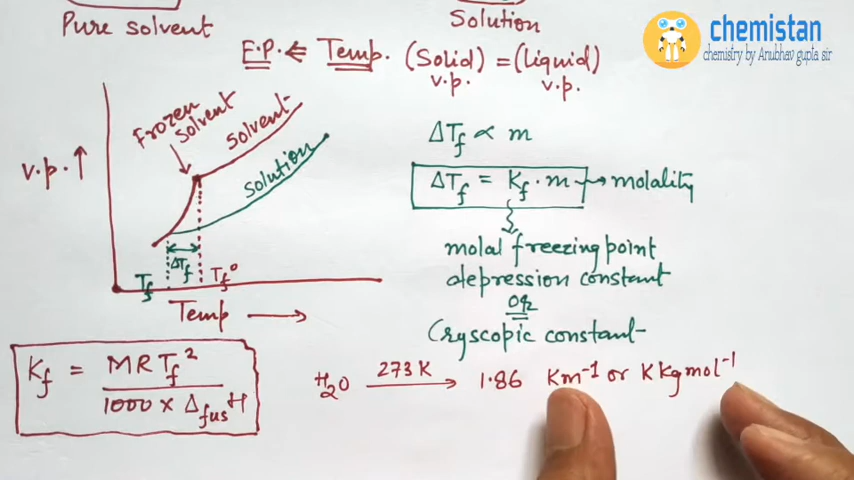 Pure solvent
Solution
chemistan
chemistry by Anubhav gupta sir
F.P. ⇐ Temp. (Solid) = (Liquid)
v.p. v.p.
Frozen
solvent
solvent
solution
v.p. ↑
ΔTf
Tf
Tf°
Temp →
ΔTf ∝ m
ΔTf = Kf · m → molality
molal freezing point
depression constant
or
Cryscopic constant
Kf = MRTf² / 1000 × ΔfusH
H₂O 273 K → 1.86 Km⁻¹ or K Kg mol⁻¹